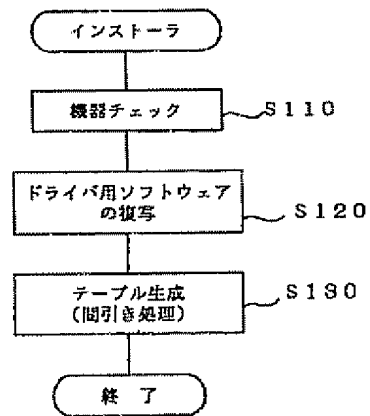 インストーラ
機器チェック
S110
ドライバ用ソフトウェア
の複写
S120
テーブル生成
(間引き処理)
S130
終 了